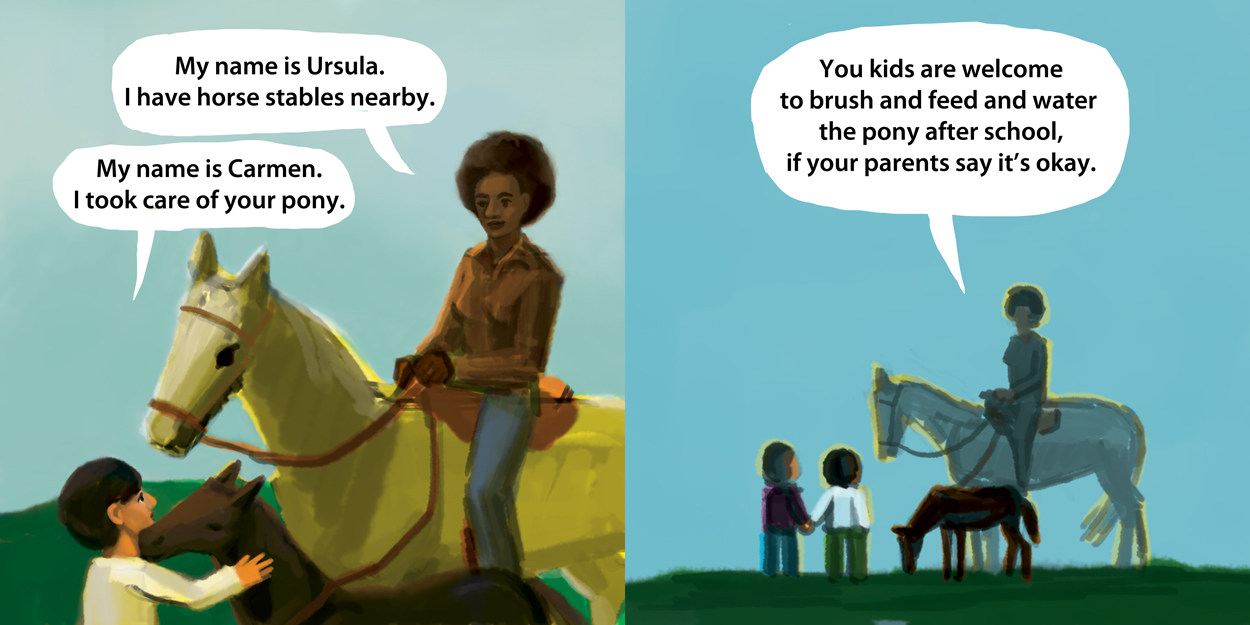 My name is Ursula.
I have horse stables nearby.
My name is Carmen.
I took care of your pony.
You kids are welcome
to brush and feed and water
the pony after school,
if your parents say it’s okay.